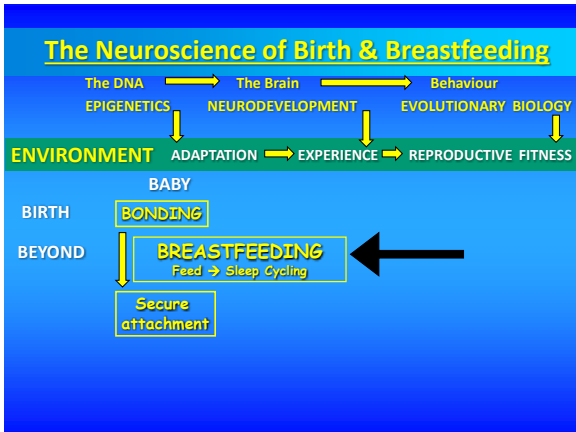 The Neuroscience of Birth & Breastfeeding
The DNA The Brain Behaviour
EPIGENETICS NEURODEVELOPMENT EVOLUTIONARY BIOLOGY
ENVIRONMENT ADAPTATION EXPERIENCE REPRODUCTIVE FITNESS
BABY
BIRTH BONDING
BEYOND BREASTFEEDING
Feed → Sleep Cycling
Secure
attachment